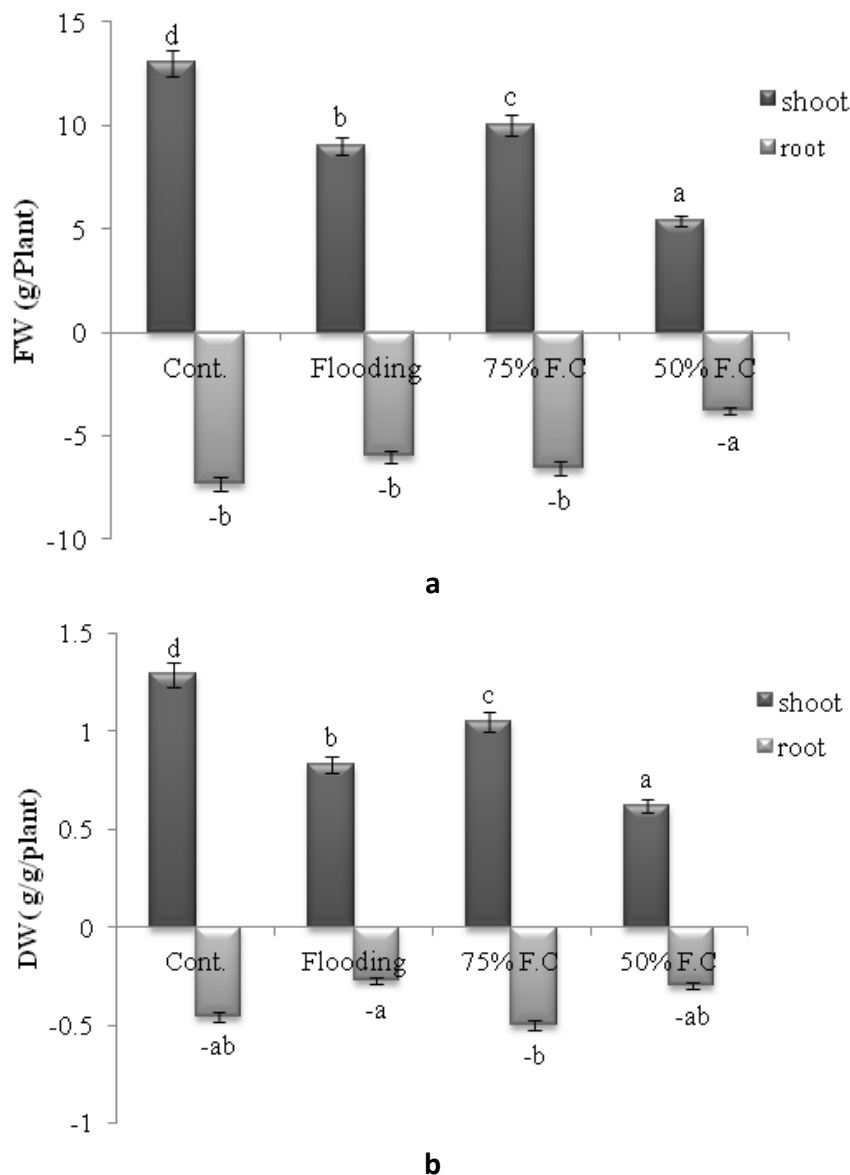 15
10
5
0
-5
-10
FW (g/Plant)
d
b
c
a
Cont.
Flooding
75% F.C
50% F.C
-b
-b
-b
-a
shoot
root
a
1.5
1
0.5
0
-0.5
-1
DW( g/g/plant)
d
b
c
a
Cont.
Flooding
75% F.C
50% F.C
-ab
-a
-b
-ab
shoot
root
b